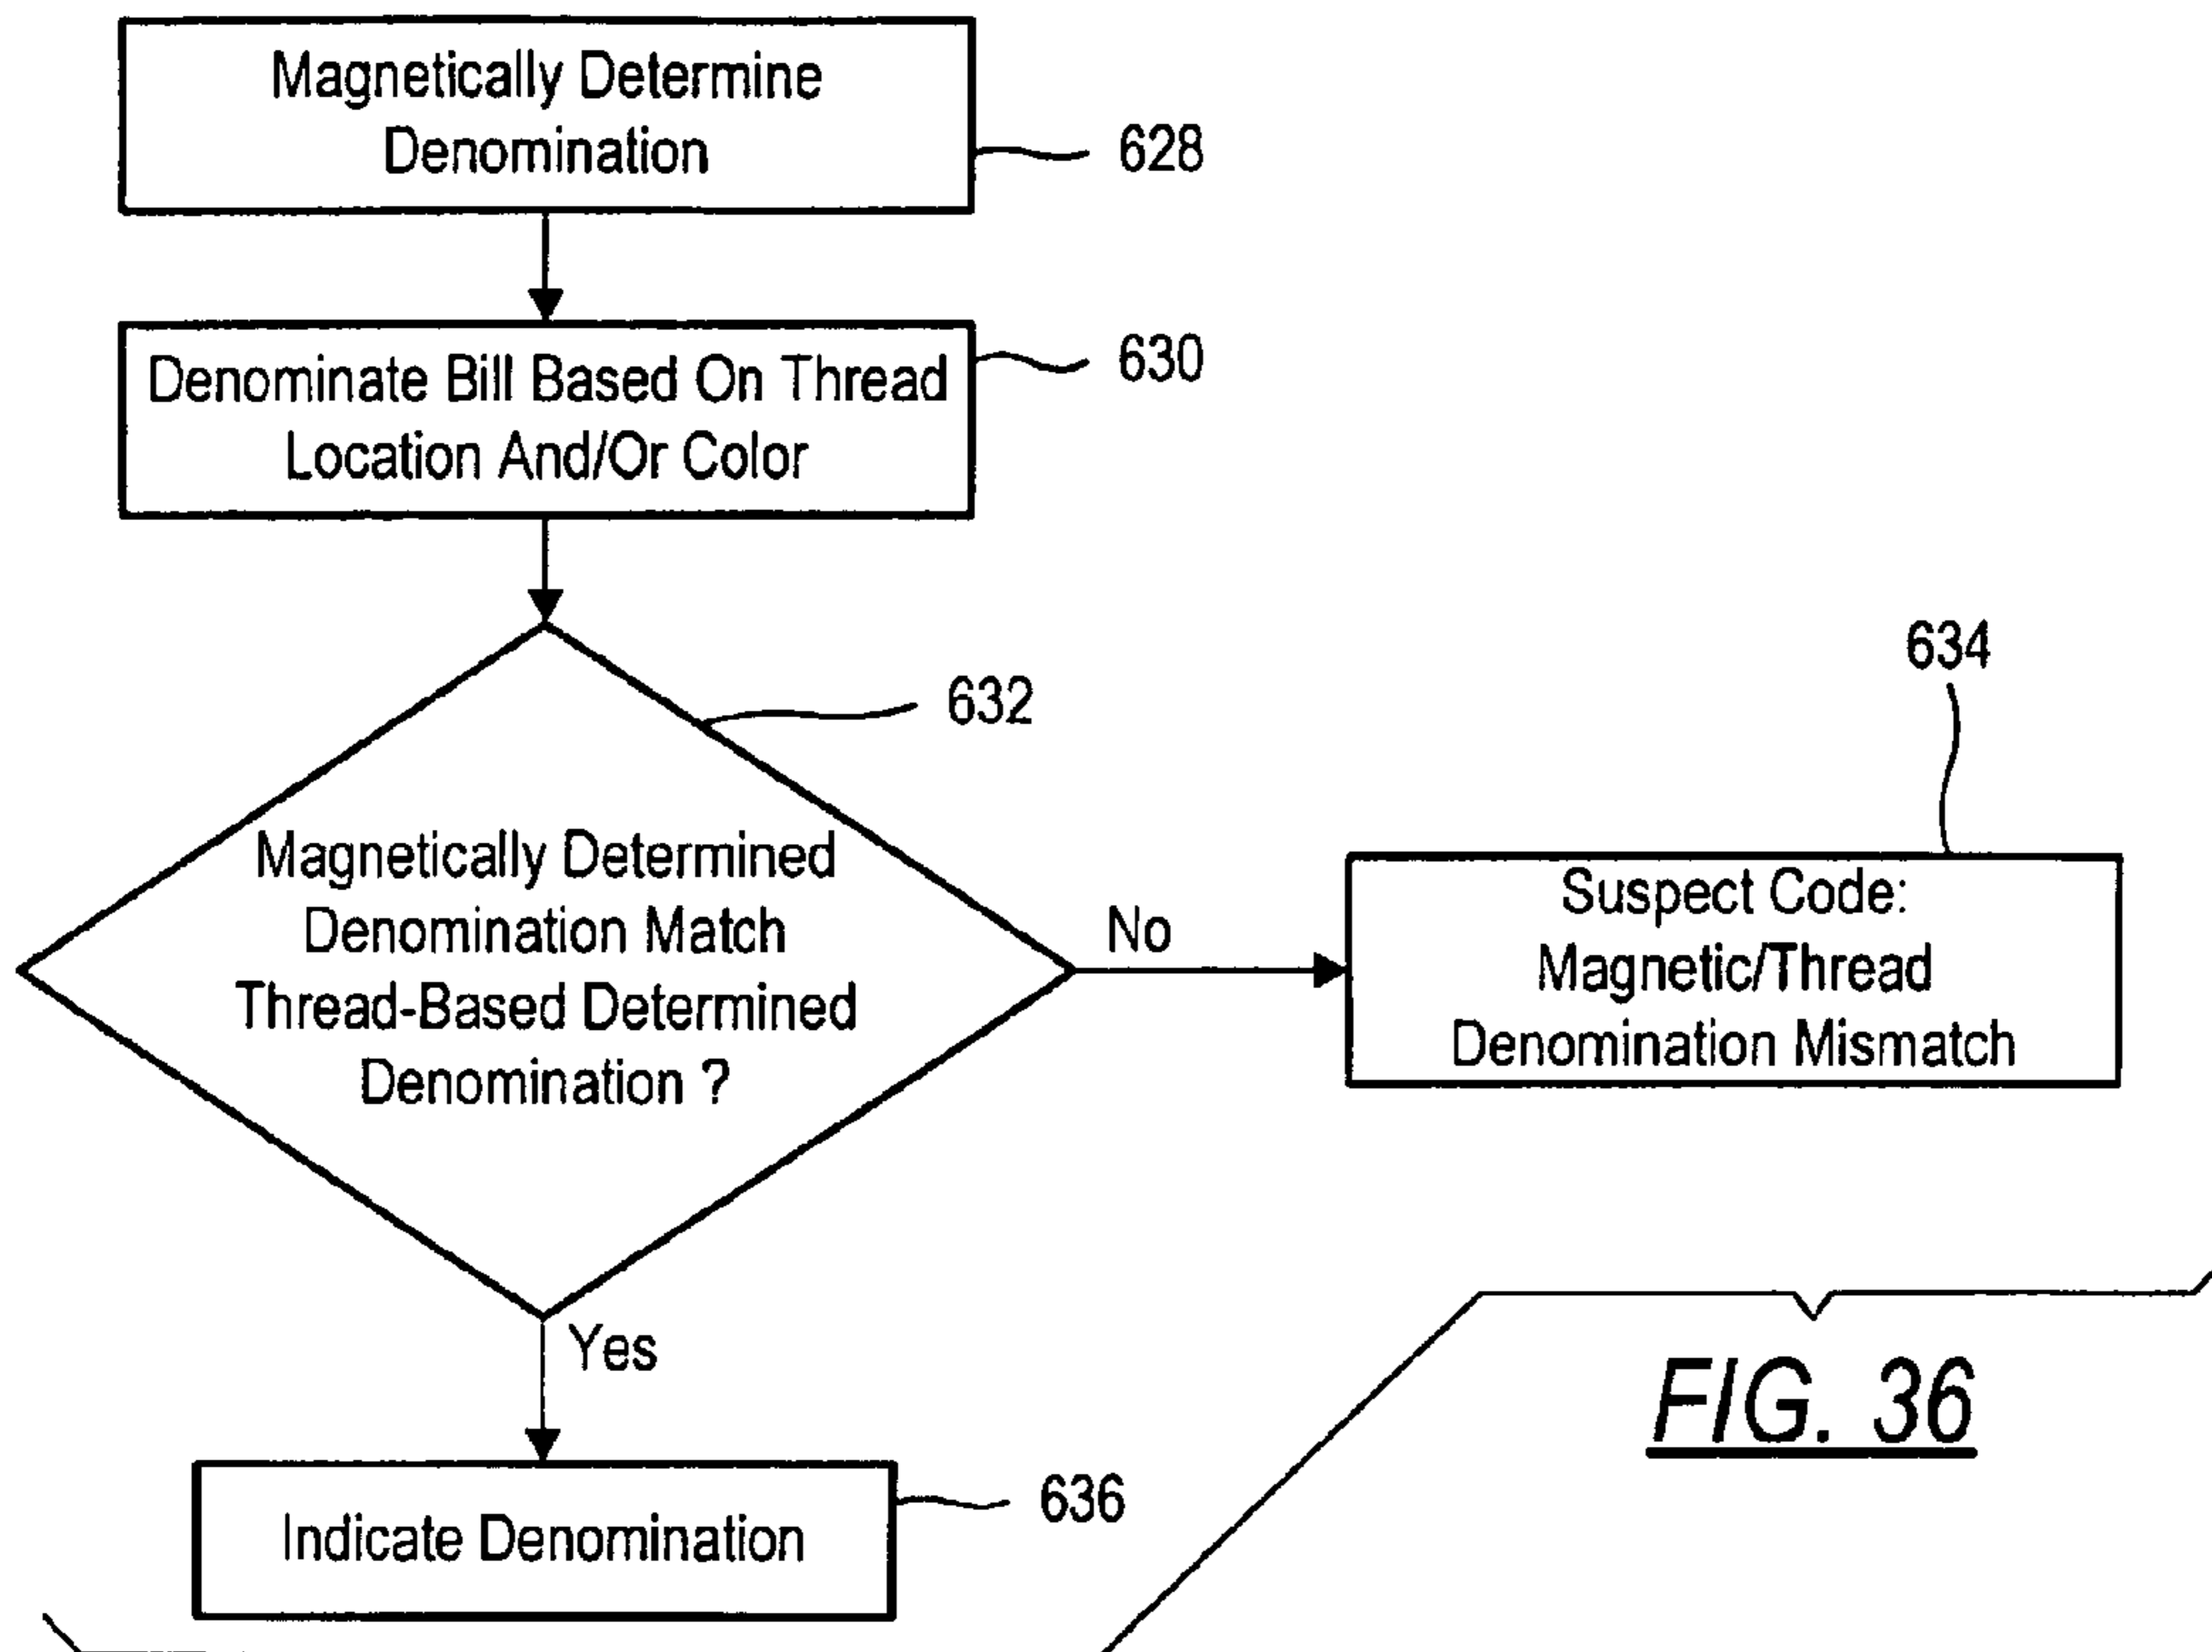 Magnetically Determine
Denomination
628
Denominate Bill Based On Thread
Location And/Or Color
630
632
Magnetically Determined
Denomination Match
Thread-Based Determined
Denomination ?
No
634
Suspect Code:
Magnetic/Thread
Denomination Mismatch
Yes
Indicate Denomination
636
FIG. 36